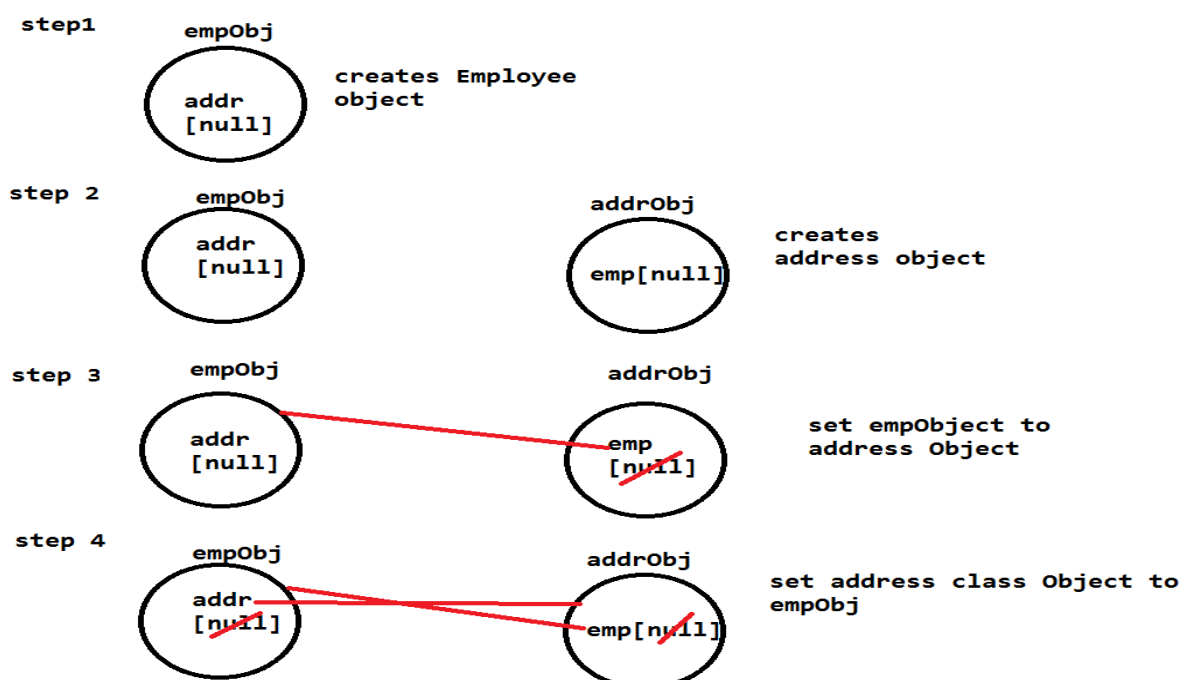 step1
empObj
addr
[null]
creates Employee
object
step 2
empObj
addr
[null]
addrObj
emp[null]
creates
address object
step 3
empObj
addr
[null]
addrObj
emp
[null]
set empObject to
address Object
step 4
empObj
addr
[null]
addrObj
emp[null]
set address class Object to
empObj